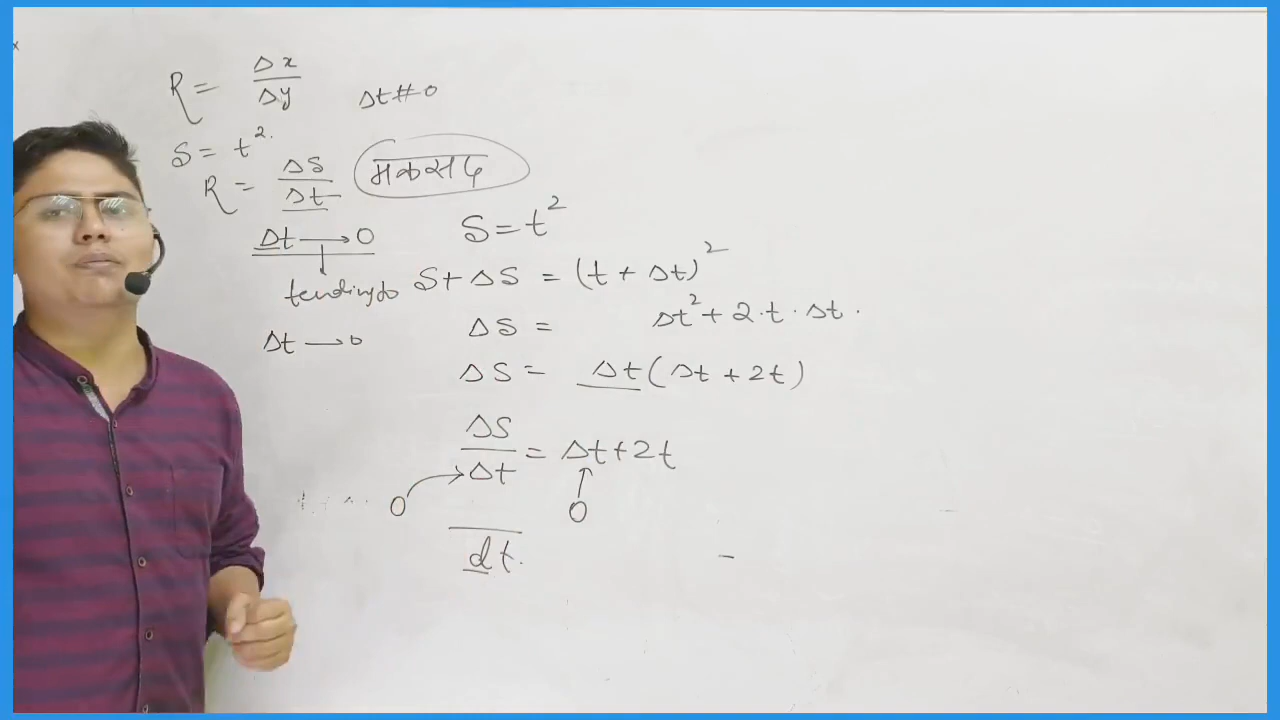 R = Δx/Δy
Δt # 0
S = t².
R = ΔS/Δt
मकसद
Δt → 0
tending to
Δt → 0
S = t²
S + ΔS = (t + Δt)²
ΔS = Δt² + 2·t·Δt.
ΔS = Δt(Δt + 2t)
ΔS/Δt = Δt + 2t
0
0
dt.